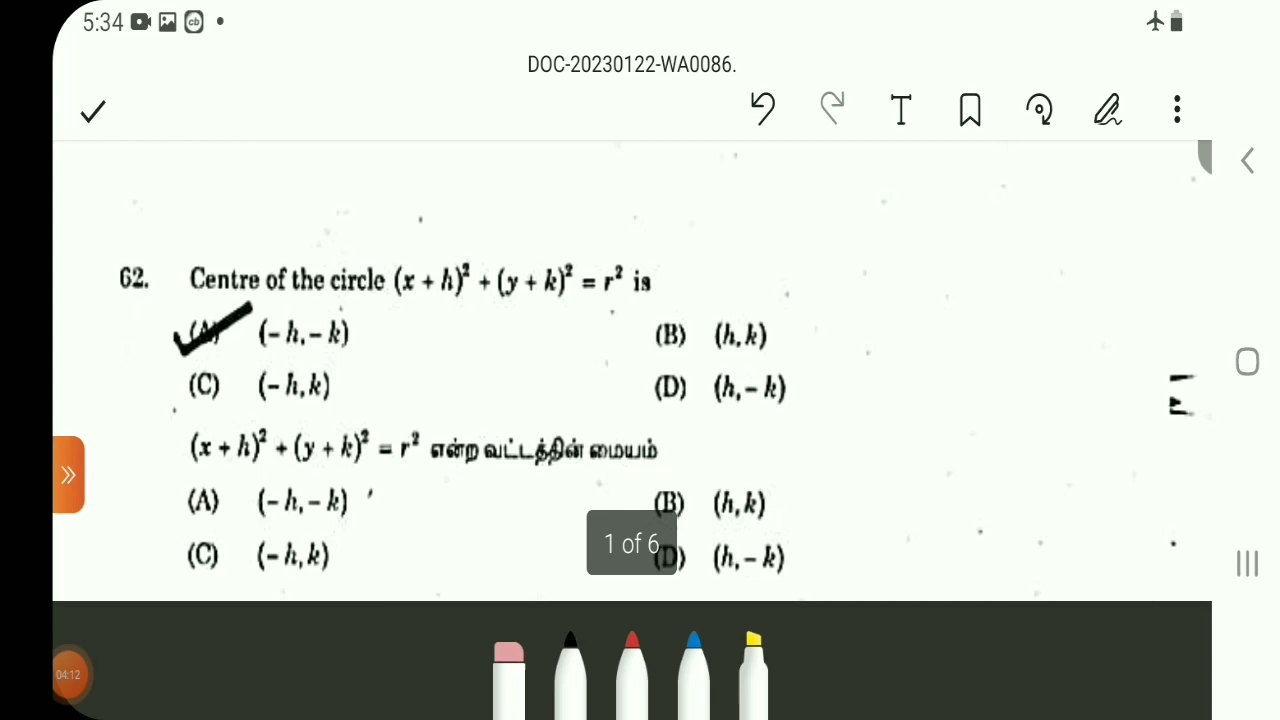 5:34 cb
DOC-20230122-WA0086.
T
62. Centre of the circle (x + h)² + (y + k)² = r² is
(A) (– h, – k) (B) (h, k)
(C) (– h, k) (D) (h, – k)
(x + h)² + (y + k)² = r² என்ற வட்டத்தின் மையம்
(A) (– h, – k) (B) (h, k)
(C) (– h, k) (D) (h, – k)
1 of 6
04:12